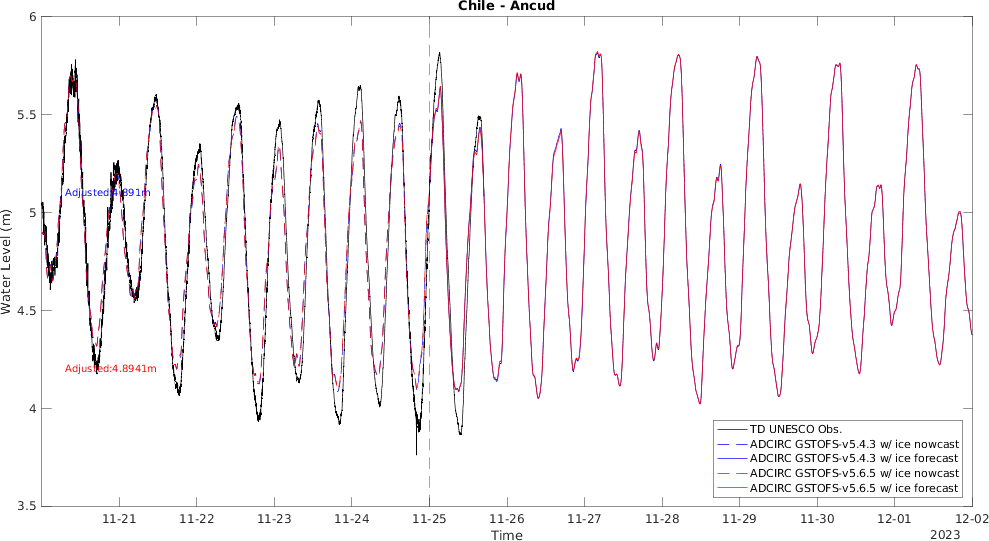 Chile - Ancud
6
5.5
5
4.5
4
3.5
Water Level (m)
Adjusted:4.891m
Adjusted:4.8941m
TD UNESCO Obs.
ADCIRC GSTOFS-v5.4.3 w/ ice nowcast
ADCIRC GSTOFS-v5.4.3 w/ ice forecast
ADCIRC GSTOFS-v5.6.5 w/ ice nowcast
ADCIRC GSTOFS-v5.6.5 w/ ice forecast
11-21 11-22 11-23 11-24 11-25 11-26 11-27 11-28 11-29 11-30 12-01 12-02
Time
2023